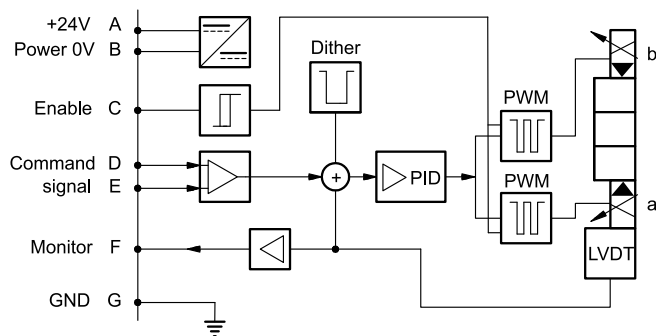 +24V A
Power 0V B
Enable C
Command D
signal E
Monitor F
GND G
Dither
+
PID
PWM
PWM
b
a
LVDT